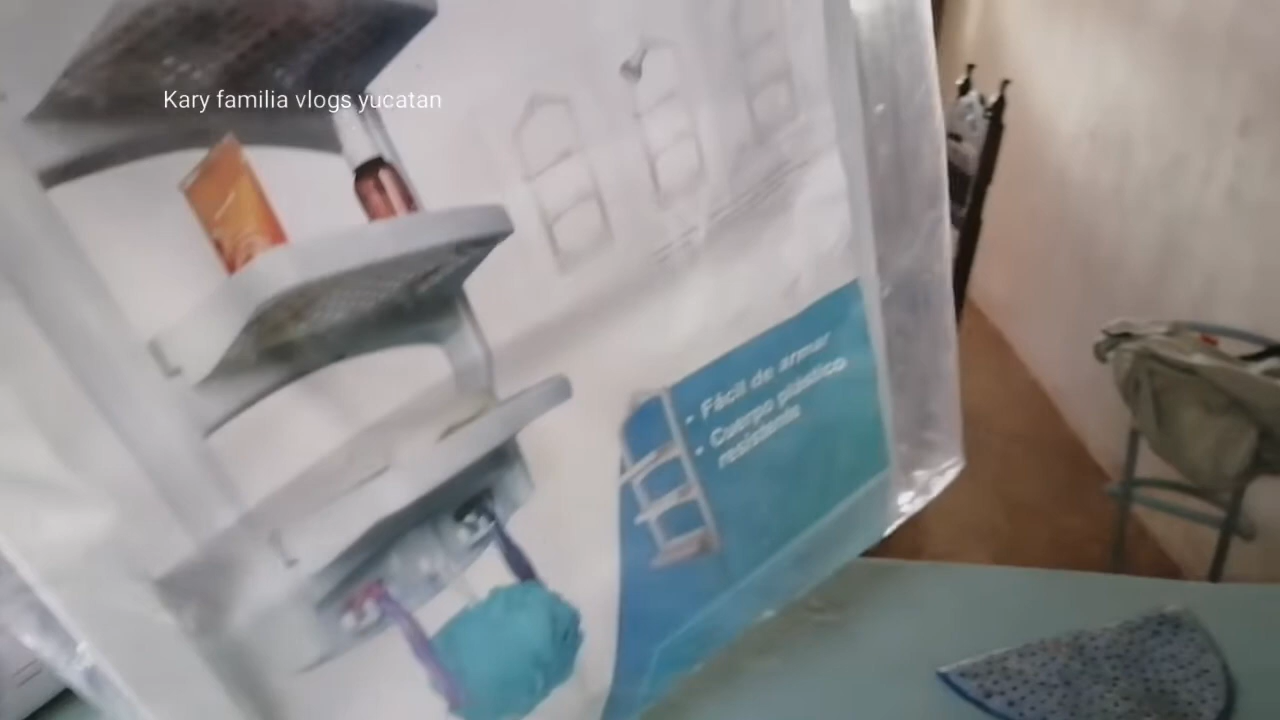 Kary familia vlogs yucatan
- Fácil de armar
- Cuerpo plástico
resistente